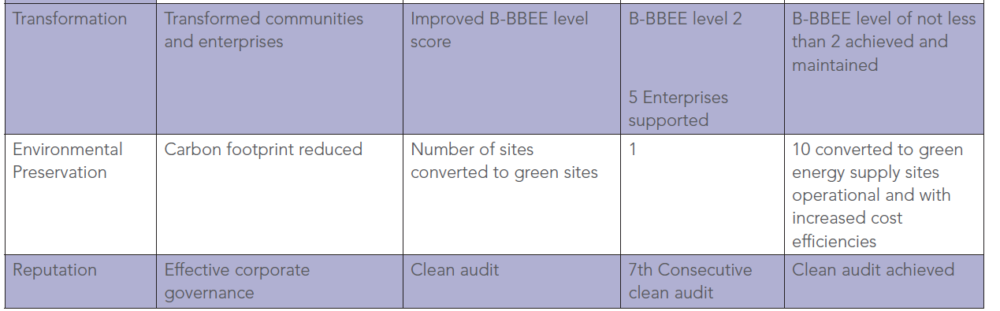 Transformation
Transformed communities
and enterprises
Improved B-BBEE level
score
B-BBEE level 2
5 Enterprises
supported
B-BBEE level of not less
than 2 achieved and
maintained
Environmental
Preservation
Carbon footprint reduced
Number of sites
converted to green sites
1
10 converted to green
energy supply sites
operational and with
increased cost
efficiencies
Reputation
Effective corporate
governance
Clean audit
7th Consecutive
clean audit
Clean audit achieved